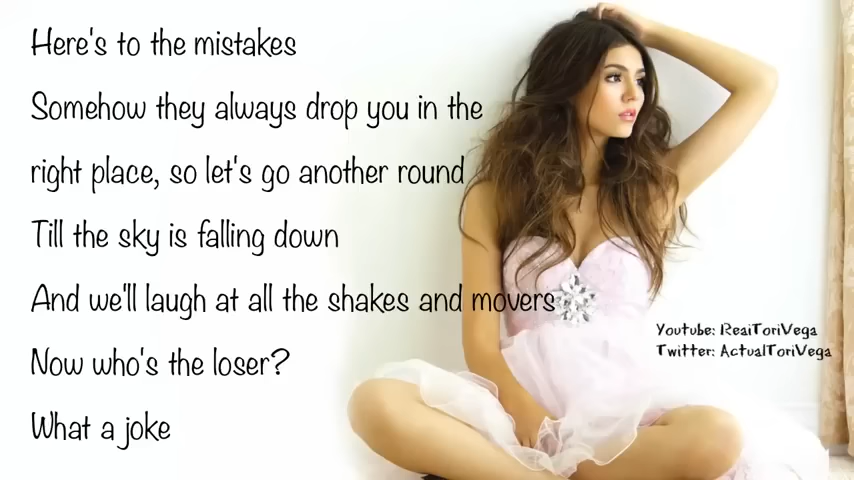 Here's to the mistakes
Somehow they always drop you in the
right place, so let's go another round
Till the sky is falling down
And we'll laugh at all the shakes and movers
Now who's the loser?
What a joke
Youtube: RealToriVega
Twitter: ActualToriVega